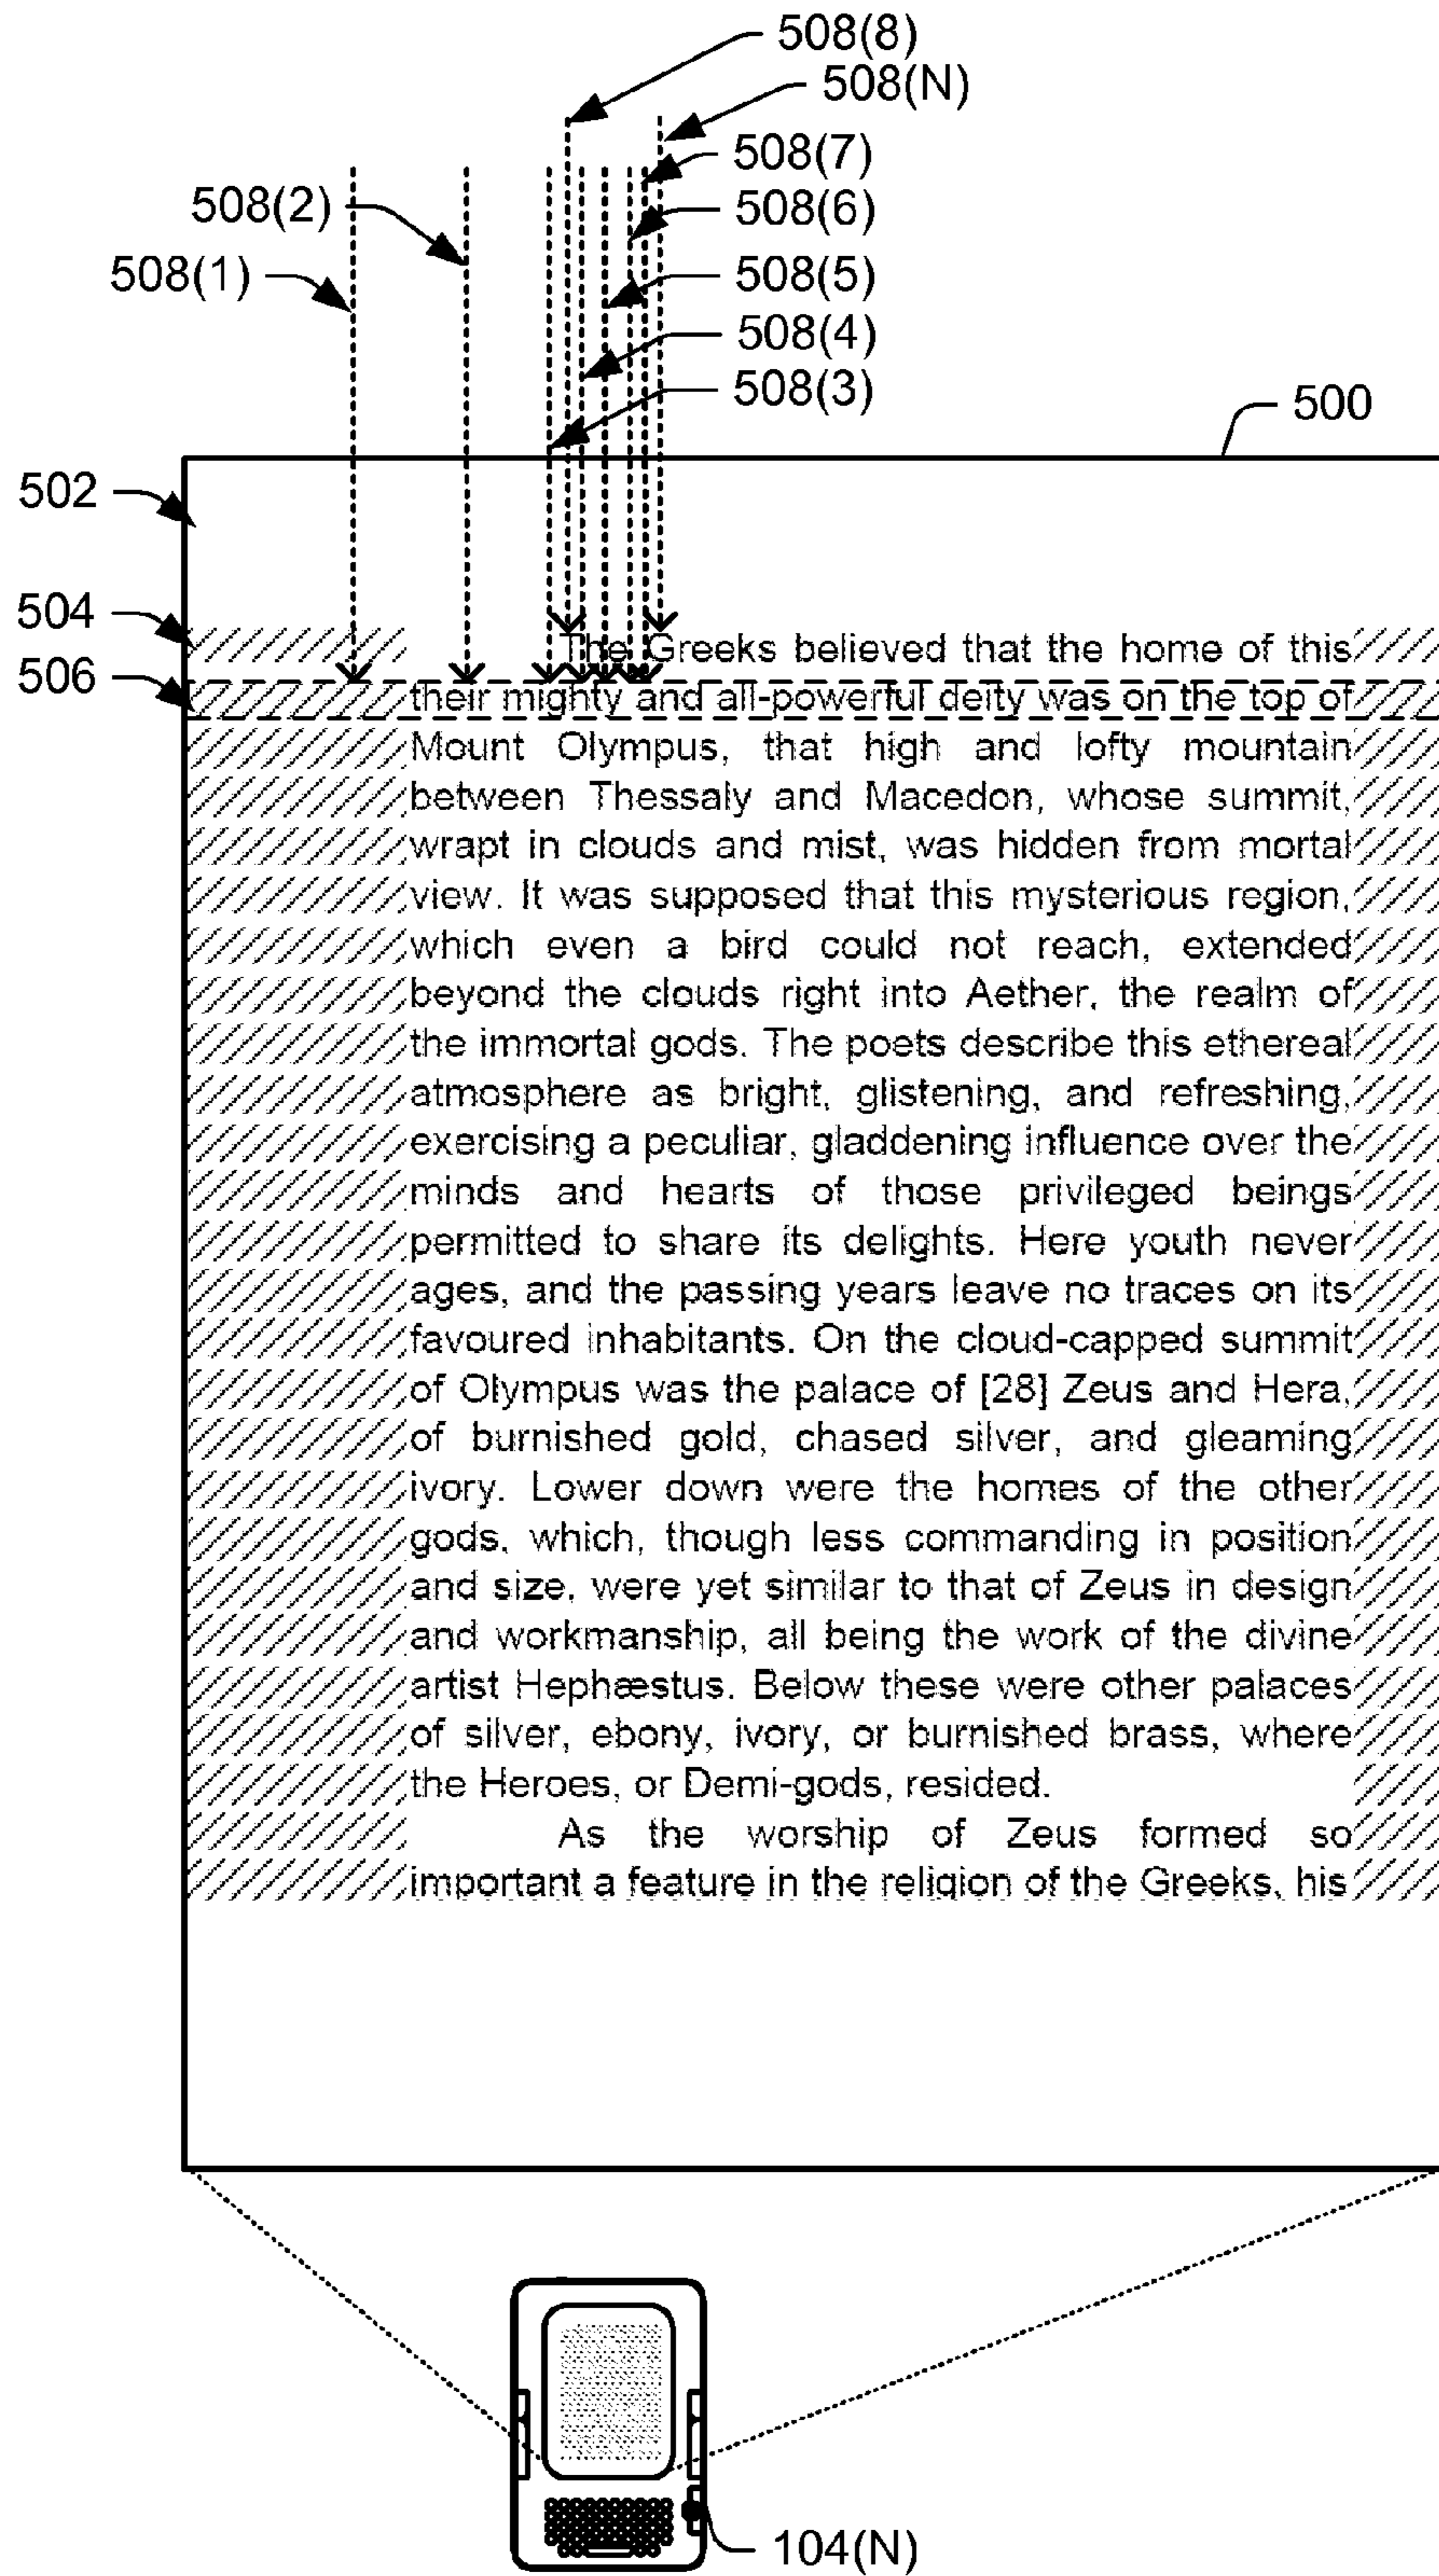 508(8)
508(N)
508(7)
508(2)
508(6)
508(1)
508(5)
508(4)
508(3)
500
502
504
506
The Greeks believed that the home of this
their mighty and all-powerful deity was on the top of
Mount Olympus, that high and lofty mountain
between Thessaly and Macedon, whose summit,
wrapt in clouds and mist, was hidden from mortal
view. It was supposed that this mysterious region,
which even a bird could not reach, extended
beyond the clouds right into Aether, the realm of
the immortal gods. The poets describe this ethereal
atmosphere as bright, glistening, and refreshing,
exercising a peculiar, gladdening influence over the
minds and hearts of those privileged beings
permitted to share its delights. Here youth never
ages, and the passing years leave no traces on its
favoured inhabitants. On the cloud-capped summit
of Olympus was the palace of [28] Zeus and Hera,
of burnished gold, chased silver, and gleaming
ivory. Lower down were the homes of the other
gods, which, though less commanding in position
and size, were yet similar to that of Zeus in design
and workmanship, all being the work of the divine
artist Hephæstus. Below these were other palaces
of silver, ebony, ivory, or burnished brass, where
the Heroes, or Demi-gods, resided.
As the worship of Zeus formed so
important a feature in the religion of the Greeks, his
104(N)